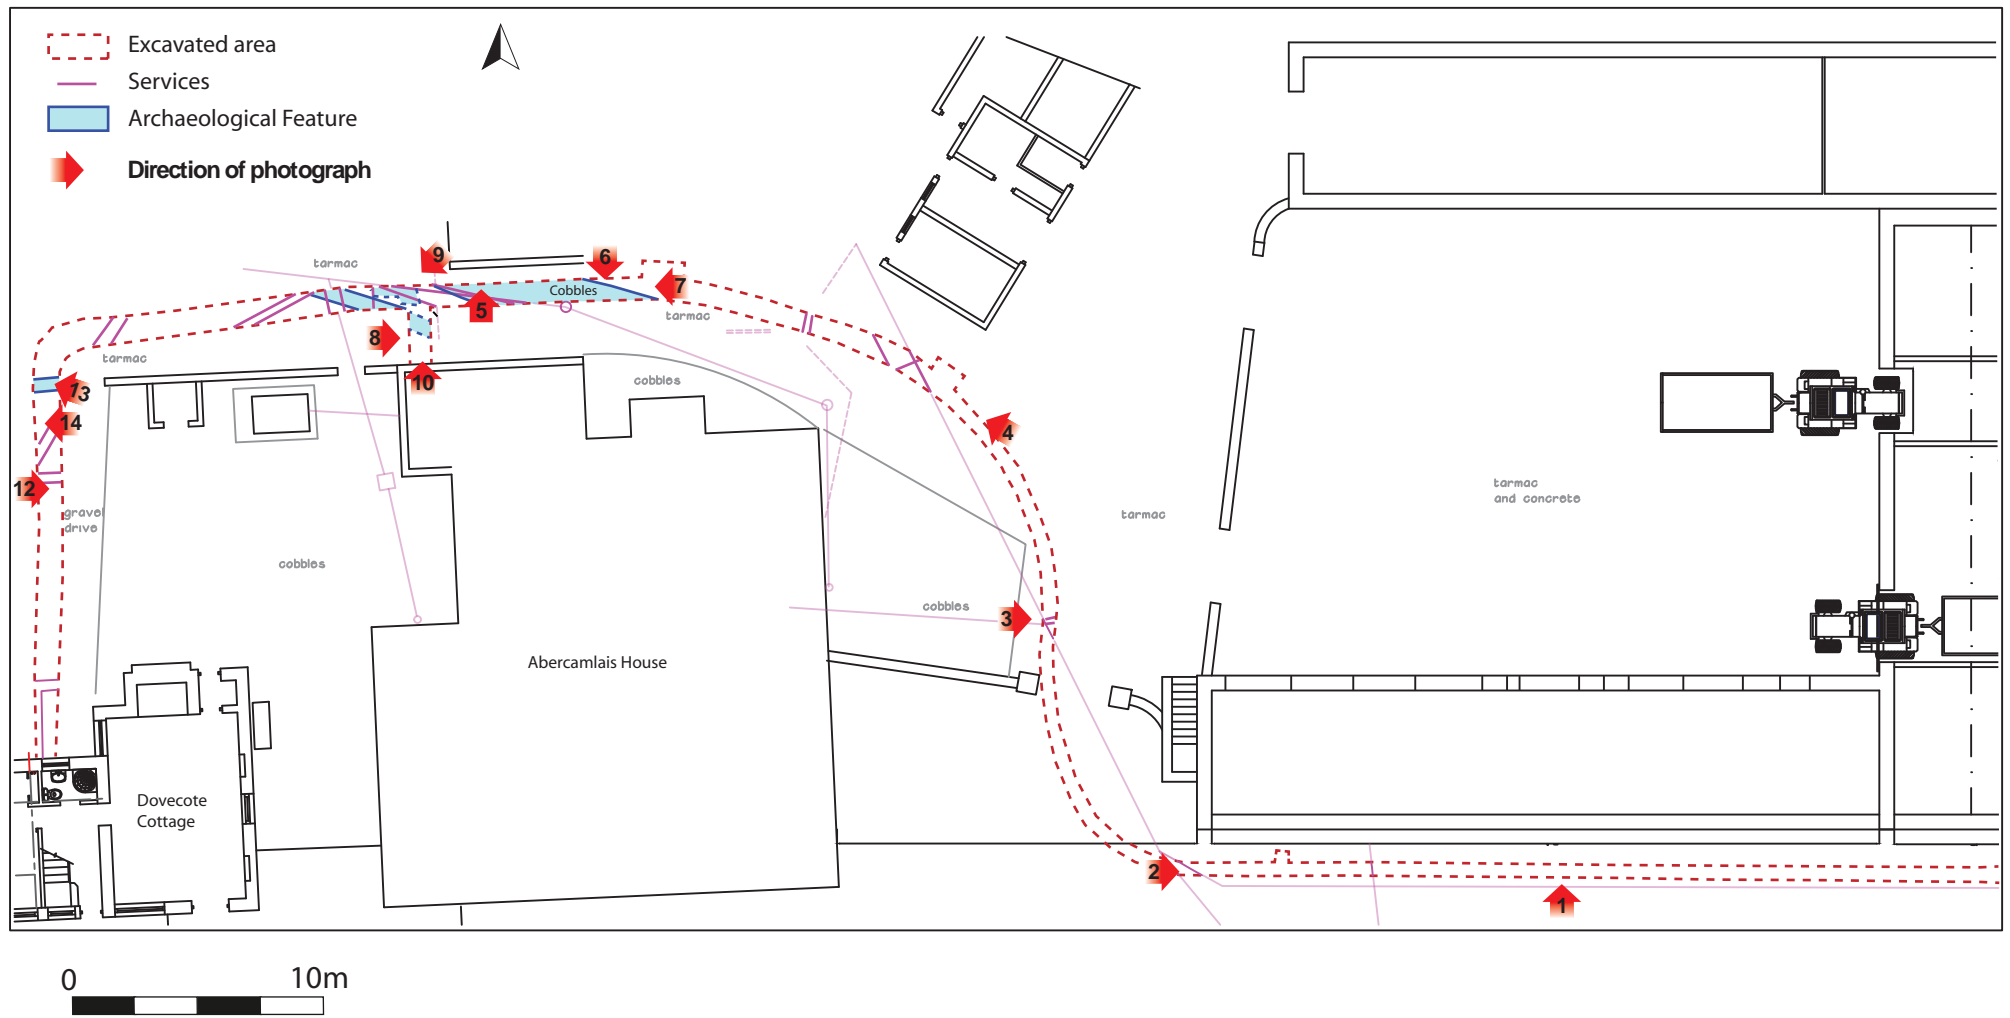 Excavated area
Services
Archaeological Feature
Direction of photograph
9
6
tarmac
7
Cobbles
5
tarmac
8
tarmac
cobbles
10
13
14
4
12
tarmac
and concrete
gravel
drive
tarmac
cobbles
cobbles
3
Abercamlais House
Dovecote
Cottage
2
1
0
10m